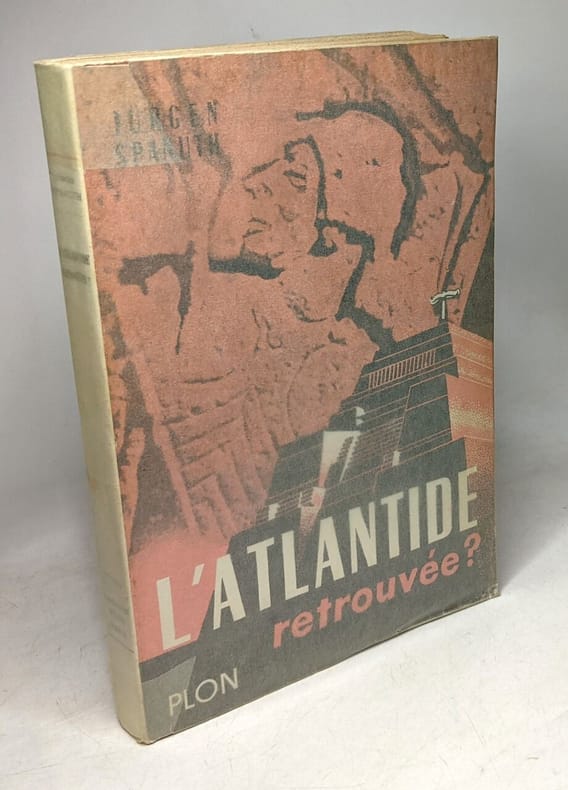 JÜRGEN
SPANUTH
L'ATLANTIDE
retrouvée?
PLON